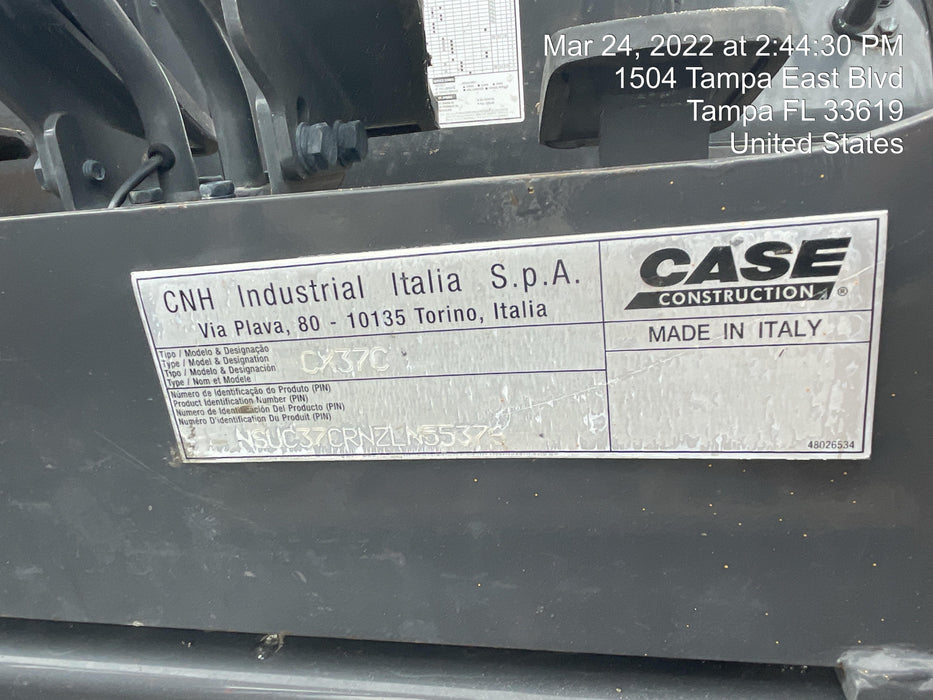 Mar 24, 2022 at 2:44:30 PM
1504 Tampa East Blvd
Tampa FL 33619
United States
CNH Industrial Italia S.p.A.
Via Plava, 80 - 10135 Torino, Italia
CASE
CONSTRUCTION ®
MADE IN ITALY
Tipo / Modelo & Designação
Type / Model & Designation
Tipo / Modelo & Designación
Type / Nom et Modele
CX37C
Número de Identificação do Produto (PIN)
Product Identification Number (PIN)
Número de Identificación Del Producto (PIN)
Numéro D'identification Du Produit (PIN)
48026534